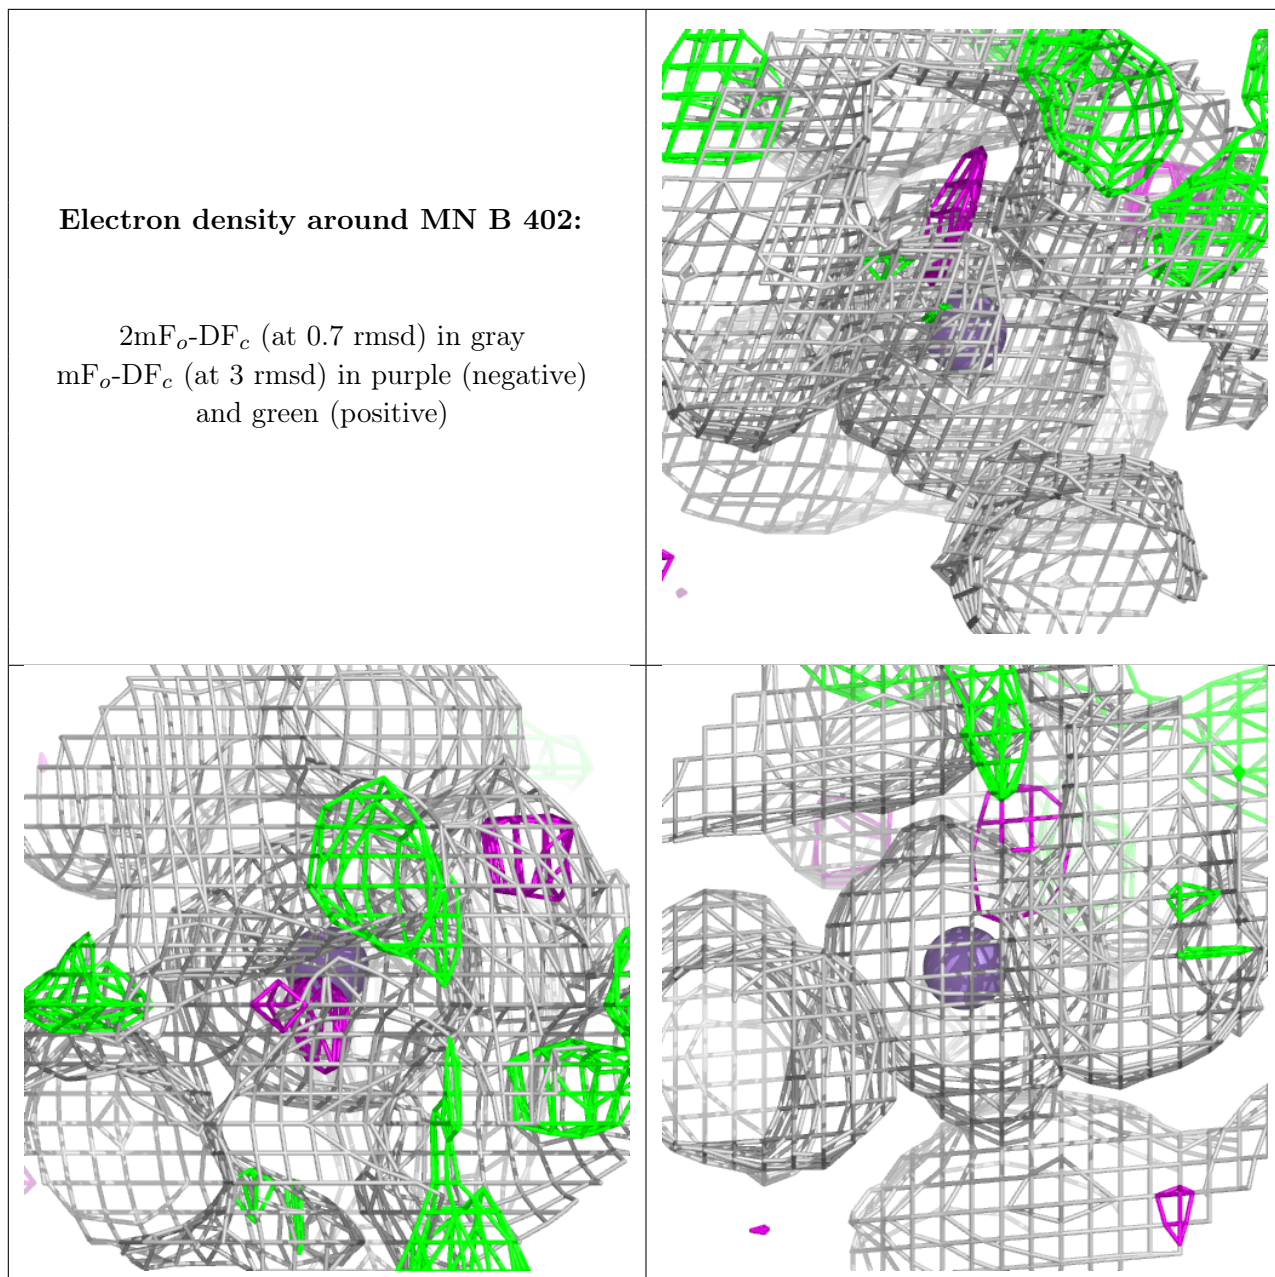 Electron density around MN B 402:
2mFo-DFc (at 0.7 rmsd) in gray
mFo-DFc (at 3 rmsd) in purple (negative)
and green (positive)